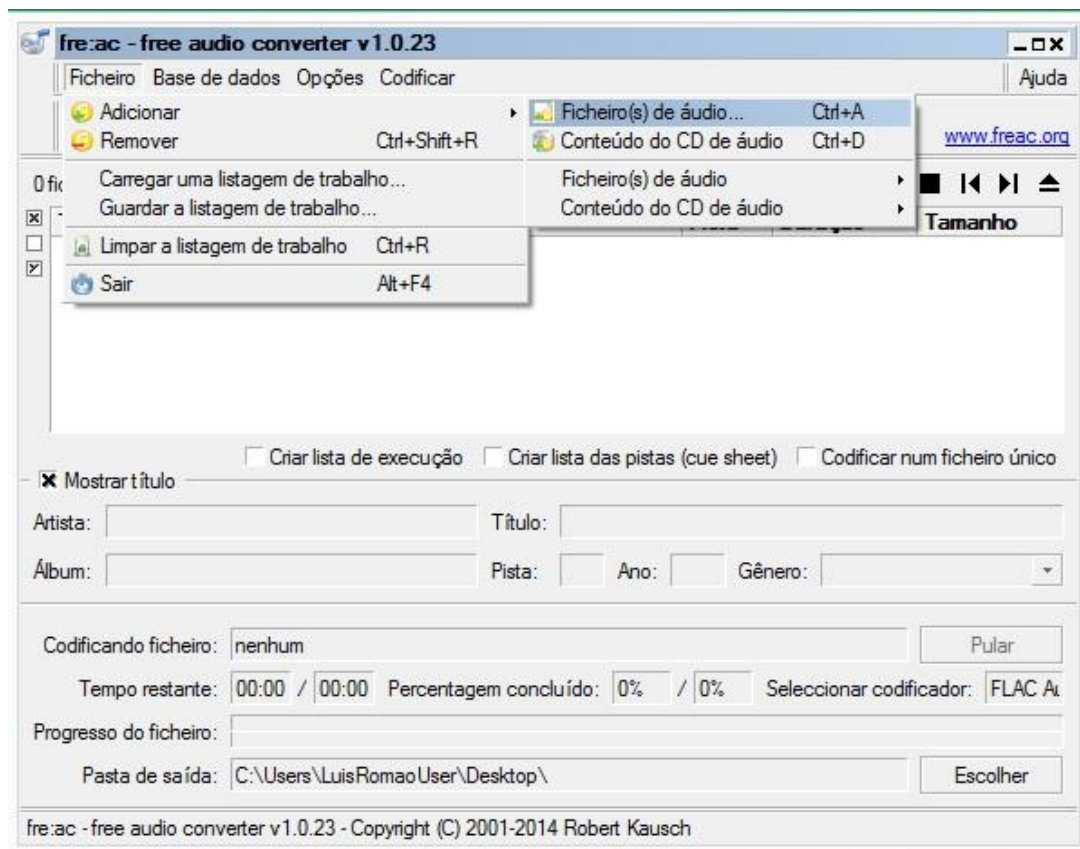 fre:ac - free audio converter v1.0.23
Ficheiro Base de dados Opções Codificar Ajuda
Adicionar
Remover Ctrl+Shift+R
Carregar uma listagem de trabalho...
Guardar a listagem de trabalho...
Limpar a listagem de trabalho Ctrl+R
Sair Alt+F4
Ficheiro(s) de áudio... Ctrl+A
Conteúdo do CD de áudio Ctrl+D
Ficheiro(s) de áudio
Conteúdo do CD de áudio
www.freac.org
0
Tamanho
Criar lista de execução Criar lista das pistas (cue sheet) Codificar num ficheiro único
Mostrar título
Artista: Título:
Álbum: Pista: Ano: Gênero:
Codificando ficheiro: nenhum Pular
Tempo restante: 00:00 / 00:00 Percentagem concluído: 0% / 0% Seleccionar codificador: FLAC
Progresso do ficheiro:
Pasta de saída: C:\Users\LuisRomaoUser\Desktop\ Escolher
fre:ac - free audio converter v1.0.23 - Copyright (C) 2001-2014 Robert Kausch